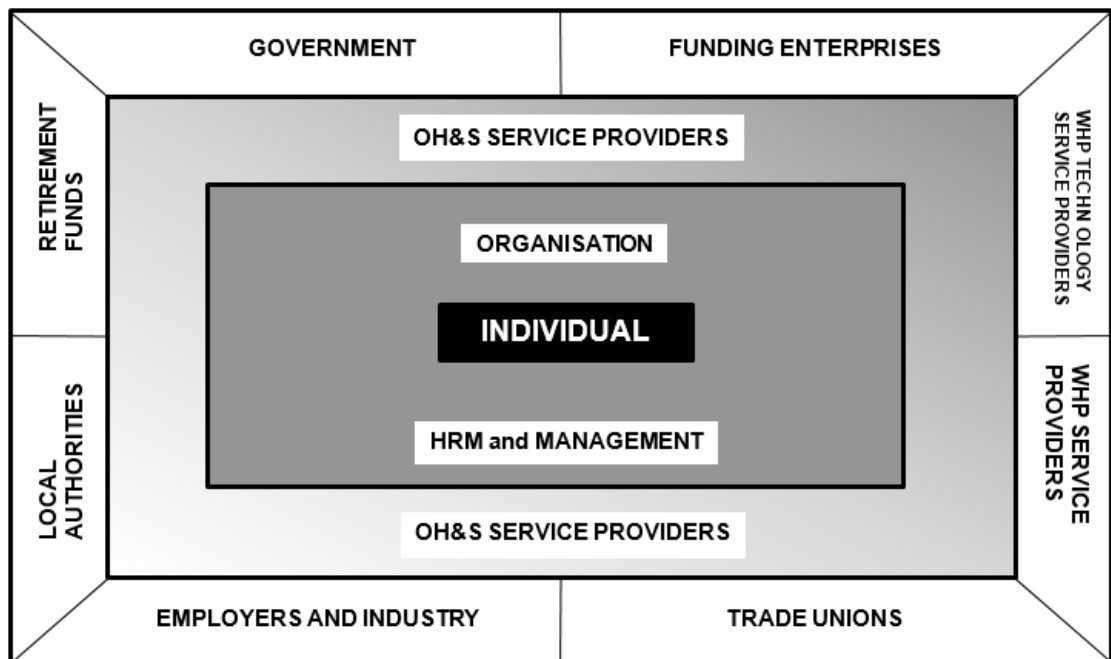 GOVERNMENT
FUNDING ENTERPRISES
RETIREMENT
FUNDS
OH&S SERVICE PROVIDERS
WHP TECHN OLOGY
SERVICE PROVIDERS
ORGANISATION
INDIVIDUAL
HRM and MANAGEMENT
LOCAL
AUTHORITIES
WHP SERVICE
PROVIDERS
OH&S SERVICE PROVIDERS
EMPLOYERS AND INDUSTRY
TRADE UNIONS